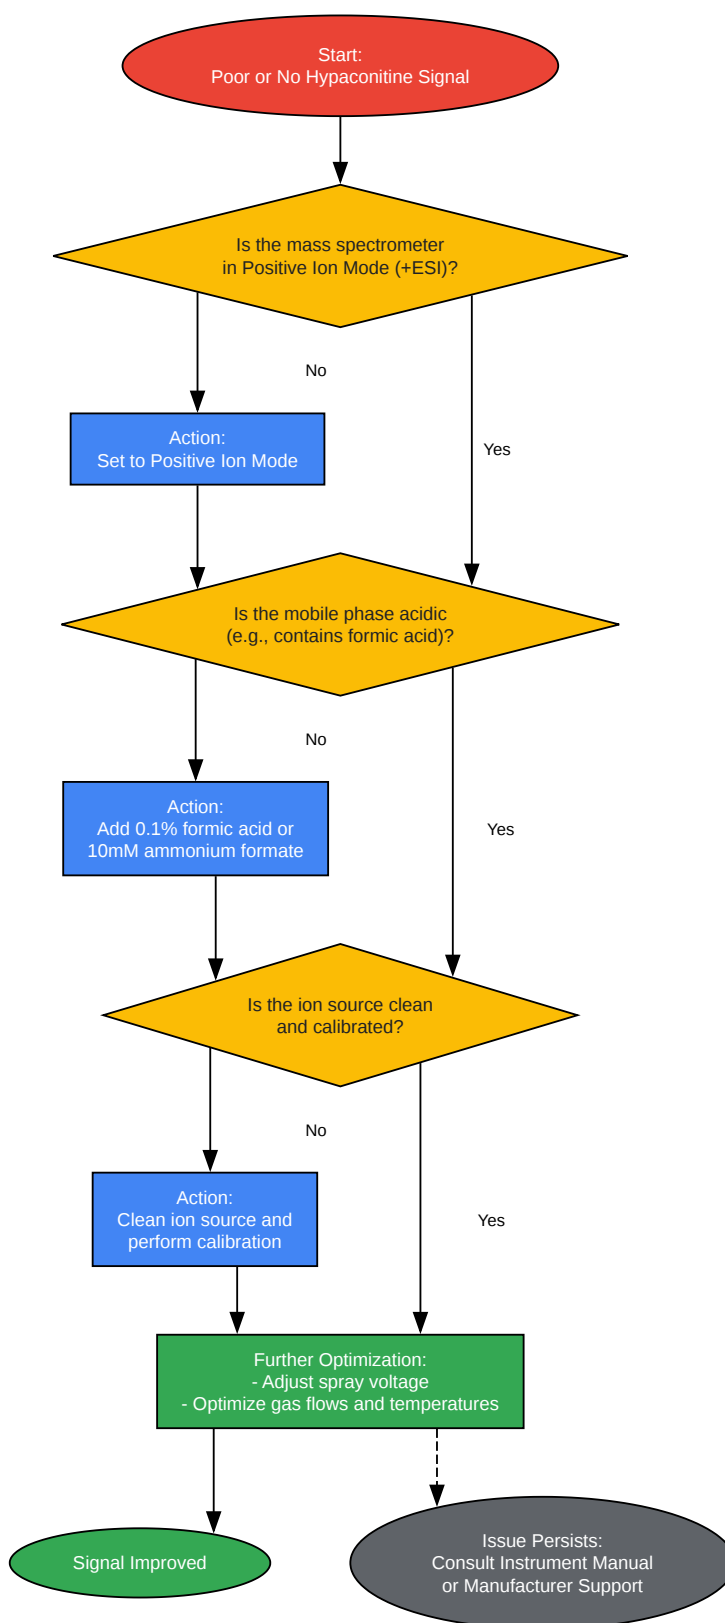 Start:
Poor or No Hypaconitine Signal
Is the mass spectrometer
in Positive Ion Mode (+ESI)?
No
Action:
Set to Positive Ion Mode
Yes
Is the mobile phase acidic
(e.g., contains formic acid)?
No
Action:
Add 0.1% formic acid or
10mM ammonium formate
Yes
Is the ion source clean
and calibrated?
No
Action:
Clean ion source and
perform calibration
Yes
Further Optimization:
- Adjust spray voltage
- Optimize gas flows and temperatures
Signal Improved
Issue Persists:
Consult Instrument Manual
or Manufacturer Support